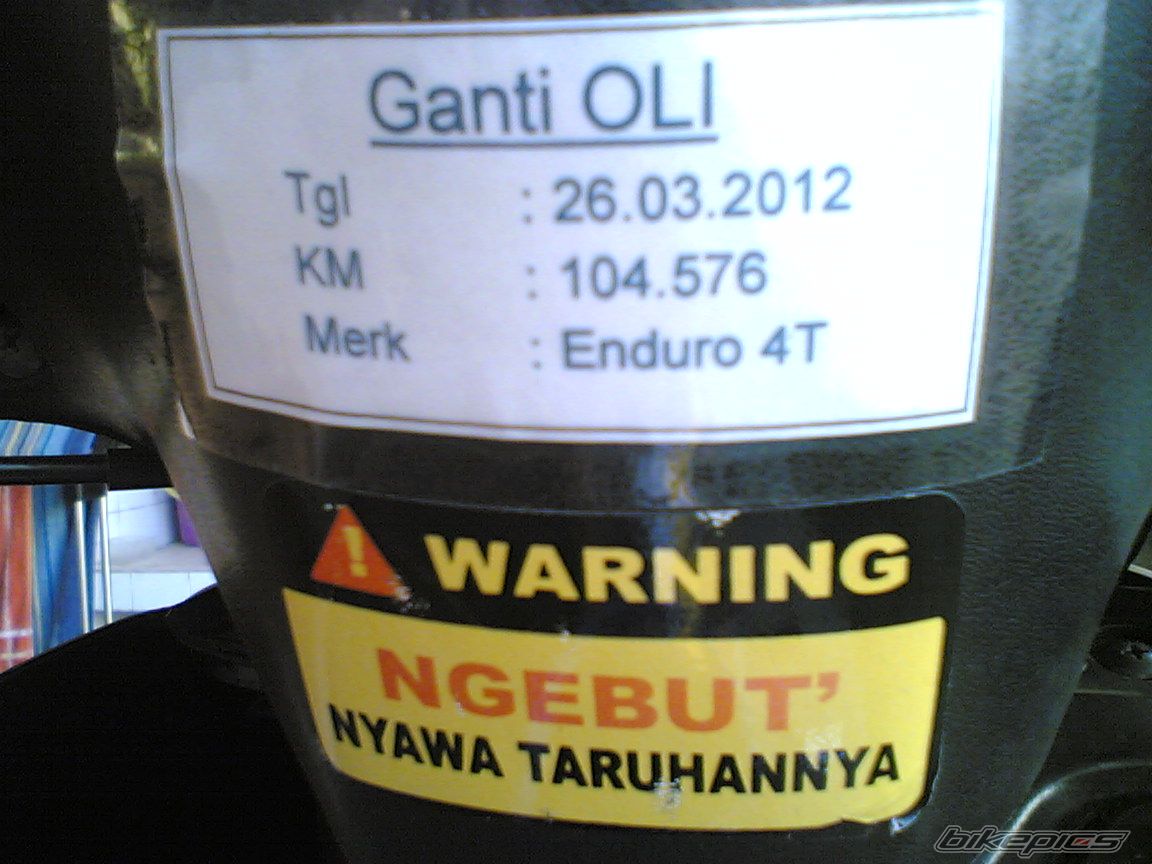 Ganti OLI
Tgl : 26.03.2012
KM : 104.576
Merk : Enduro 4T
! WARNING
NGEBUT'
NYAWA TARUHANNYA
bikepics